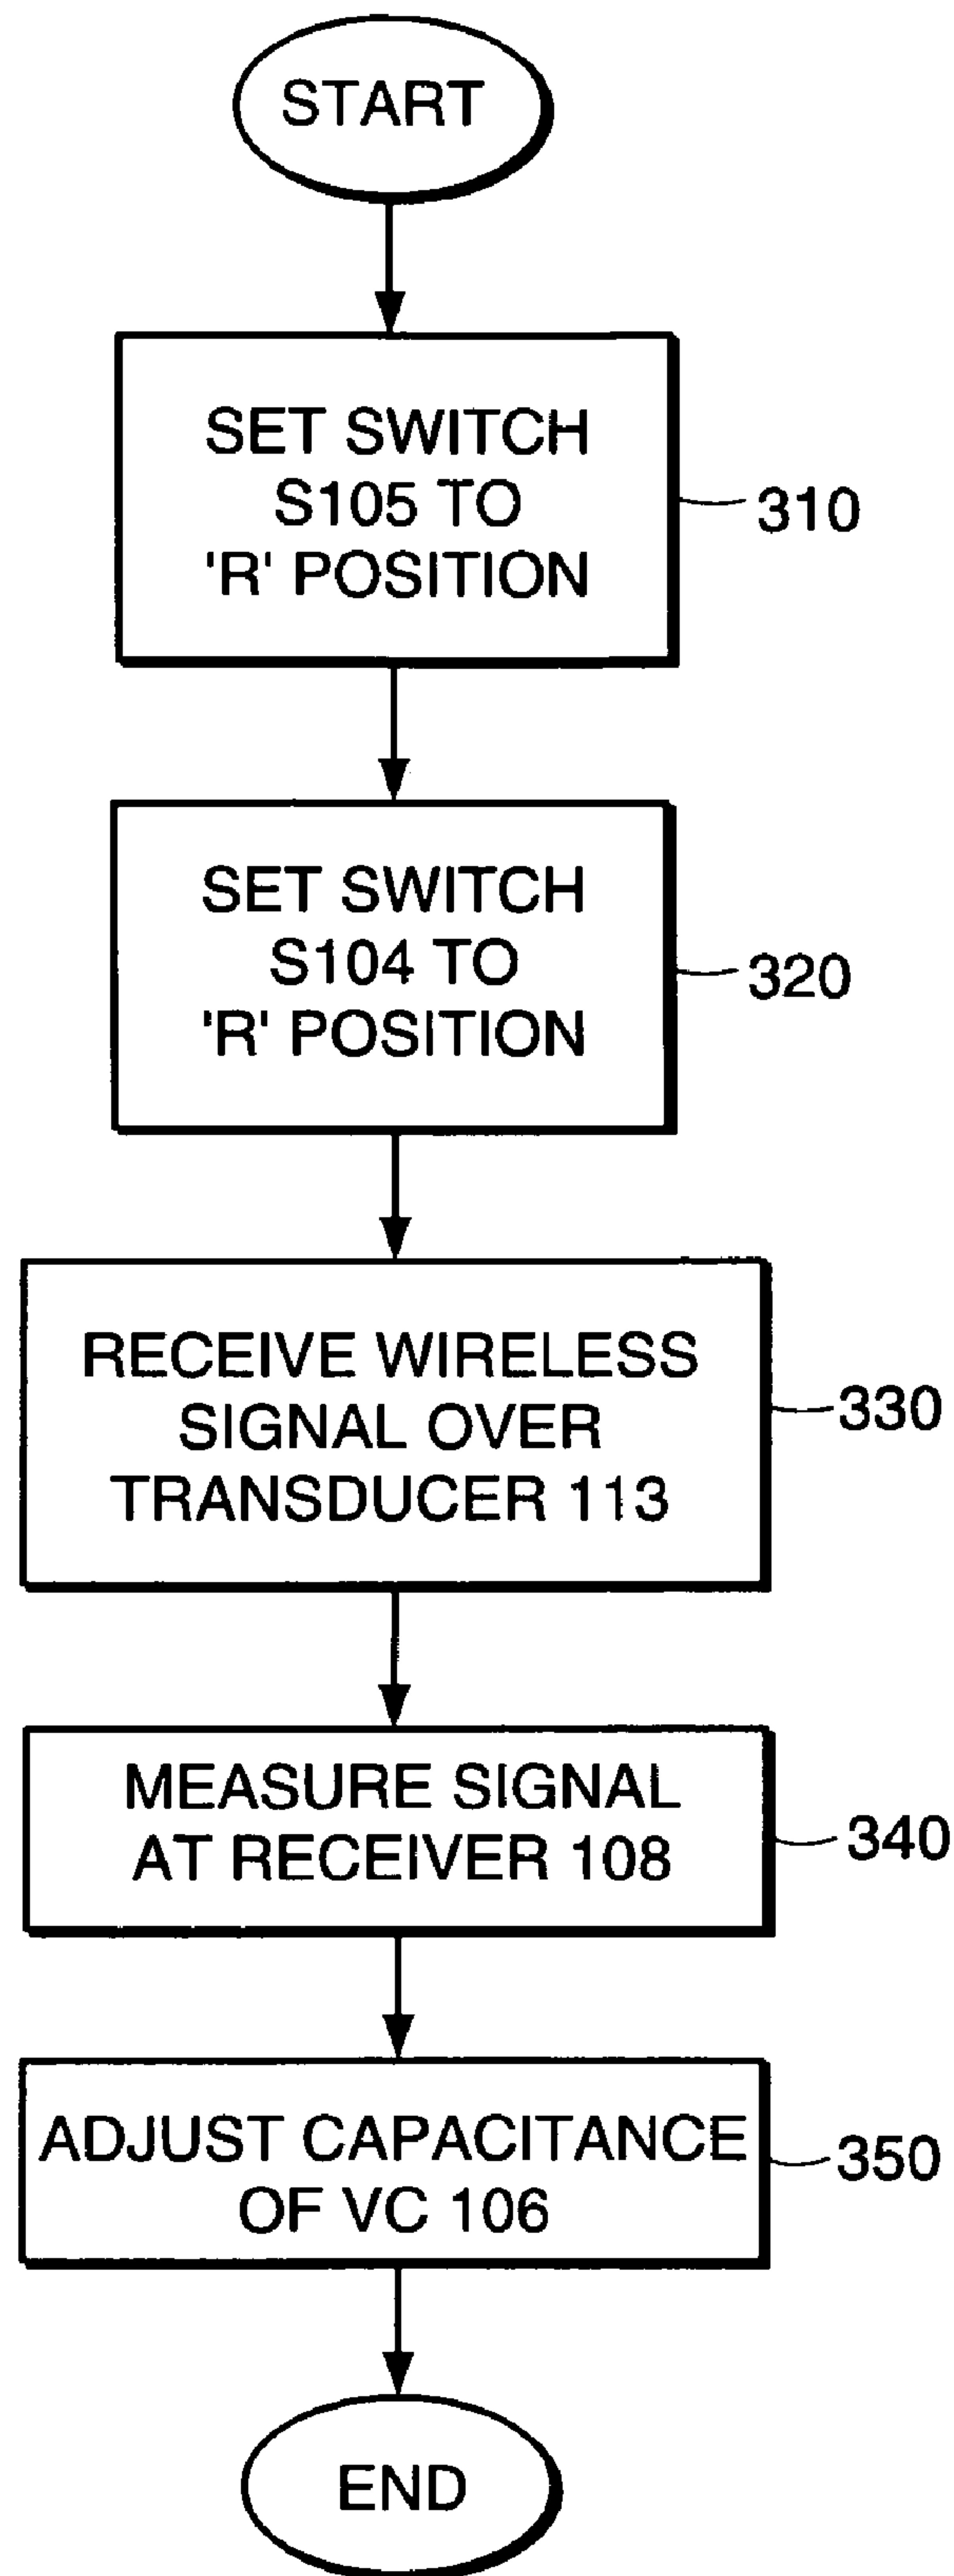 START
SET SWITCH
S105 TO
'R' POSITION
310
SET SWITCH
S104 TO
'R' POSITION
320
RECEIVE WIRELESS
SIGNAL OVER
TRANSDUCER 113
330
MEASURE SIGNAL
AT RECEIVER 108
340
ADJUST CAPACITANCE
OF VC 106
350
END